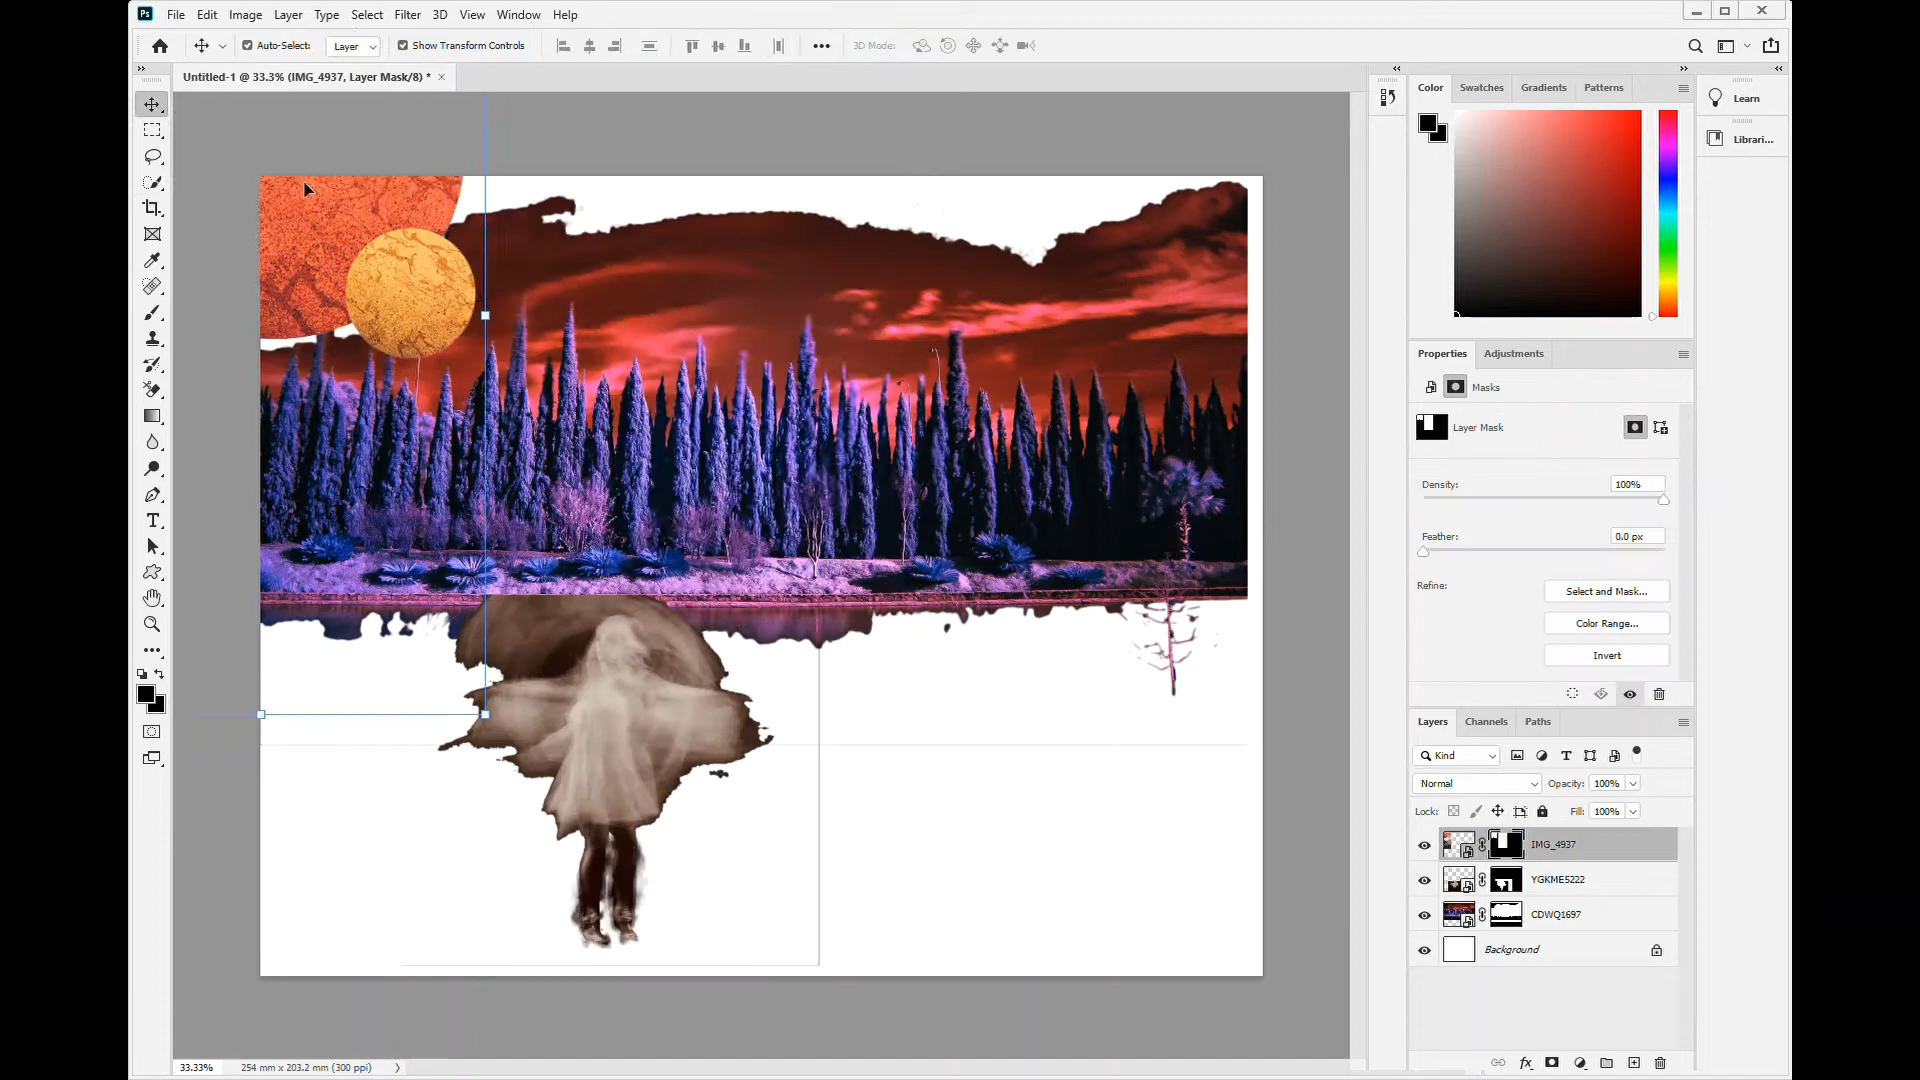 Ps File Edit Image Layer Type Select Filter 3D View Window Help
Auto-Select: Layer Show Transform Controls 3D Mode:
Untitled-1 @ 33.3% (IMG_4937, Layer Mask/8) *
Color Swatches Gradients Patterns
Learn
Librari...
Properties Adjustments
Masks
Layer Mask
Density: 100%
Feather: 0.0 px
Refine: Select and Mask...
Color Range...
Invert
Layers Channels Paths
Kind
Normal Opacity: 100%
Lock: Fill: 100%
IMG_4937
YGKME5222
CDWQ1697
Background
33.33% 254 mm x 203.2 mm (300 ppi)